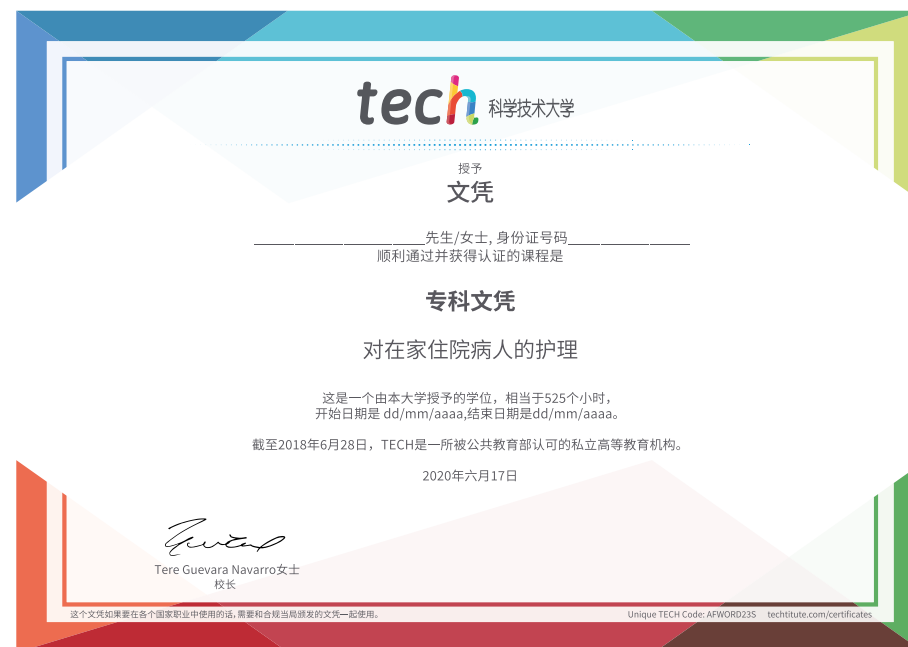 tech 科学技术大学
授予
文凭
先生/女士, 身份证号码
顺利通过并获得认证的课程是
专科文凭
对在家住院病人的护理
这是一个由本大学授予的学位，相当于525个小时，
开始日期是 dd/mm/aaaa,结束日期是dd/mm/aaaa。
截至2018年6月28日，TECH是一所被公共教育部认可的私立高等教育机构。
2020年六月17日
Tere Guevara Navarro女士
校长
这个文凭如果要在各个国家职业中使用的话,需要和合规当局颁发的文凭一起使用。
Unique TECH Code: AFWORD23S techtitute.com/certificates